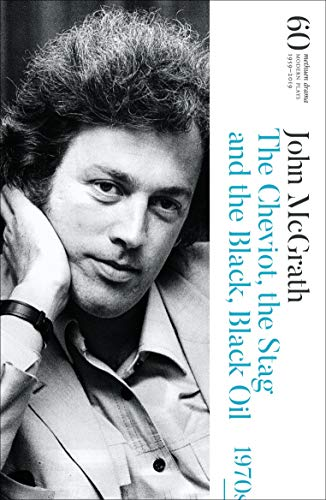 60
methuen drama
MODERN PLAYS
1959–2019
John McGrath
The Cheviot, the Stag
and the Black, Black Oil
1970s